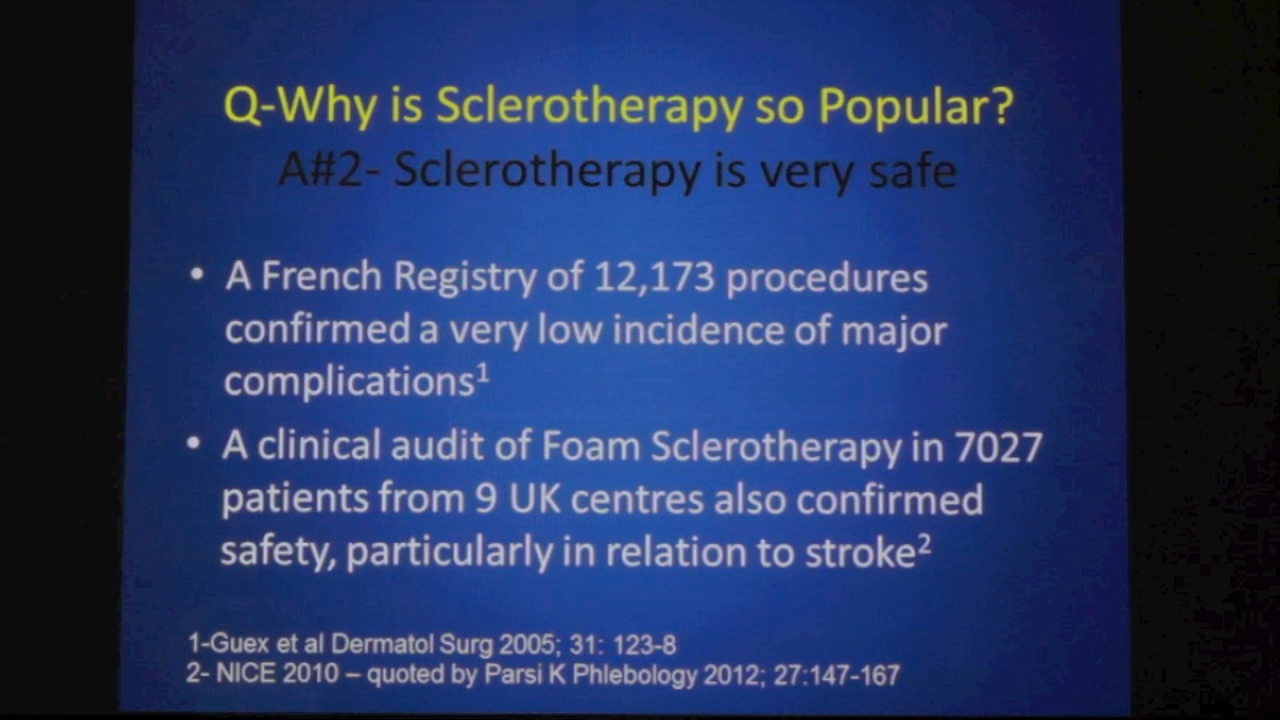 Q-Why is Sclerotherapy so Popular?
A#2- Sclerotherapy is very safe
• A French Registry of 12,173 procedures
confirmed a very low incidence of major
complications¹
• A clinical audit of Foam Sclerotherapy in 7027
patients from 9 UK centres also confirmed
safety, particularly in relation to stroke²
1-Guex et al Dermatol Surg 2005; 31: 123-8
2- NICE 2010 – quoted by Parsi K Phlebology 2012; 27:147-167